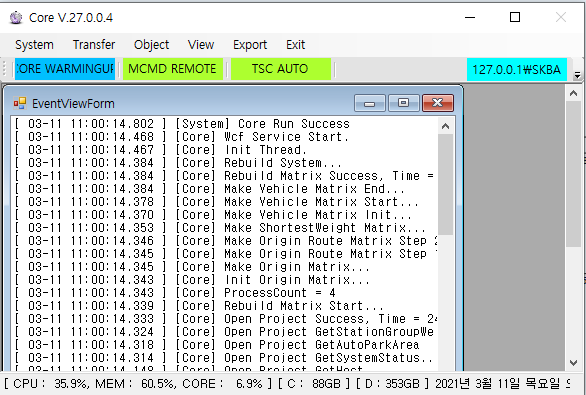 Core V.27.0.0.4
System Transfer Object View Export Exit
CORE WARMINGUP MCMD REMOTE TSC AUTO 127.0.0.1₩SKBA
EventViewForm
[ 03-11 11:00:14.802 ] [System] Core Run Success
[ 03-11 11:00:14.468 ] [Core] Wcf Service Start.
[ 03-11 11:00:14.467 ] [Core] Init Thread.
[ 03-11 11:00:14.384 ] [Core] Rebuild System...
[ 03-11 11:00:14.384 ] [Core] Rebuild Matrix Success, Time =
[ 03-11 11:00:14.384 ] [Core] Make Vehicle Matrix End...
[ 03-11 11:00:14.378 ] [Core] Make Vehicle Matrix Start...
[ 03-11 11:00:14.370 ] [Core] Make Vehicle Matrix Init...
[ 03-11 11:00:14.353 ] [Core] Make ShortestWeight Matrix...
[ 03-11 11:00:14.346 ] [Core] Make Origin Route Matrix Step 2
[ 03-11 11:00:14.345 ] [Core] Make Origin Route Matrix Step
[ 03-11 11:00:14.345 ] [Core] Make Origin Matrix...
[ 03-11 11:00:14.343 ] [Core] Init Origin Matrix...
[ 03-11 11:00:14.343 ] [Core] ProcessCount = 4
[ 03-11 11:00:14.339 ] [Core] Rebuild Matrix Start...
[ 03-11 11:00:14.333 ] [Core] Open Project Success, Time = 24
[ 03-11 11:00:14.324 ] [Core] Open Project GetStationGroupWe
[ 03-11 11:00:14.318 ] [Core] Open Project GetAutoParkArea
[ 03-11 11:00:14.314 ] [Core] Open Project GetSystemStatus..
[ 03-11 11:00:14.148 ] [Core] Open Project GetHost
[ CPU : 35.9%, MEM : 60.5%, CORE : 6.9% ] [ C : 88GB ] [ D : 353GB ] 2021년 3월 11일 목요일